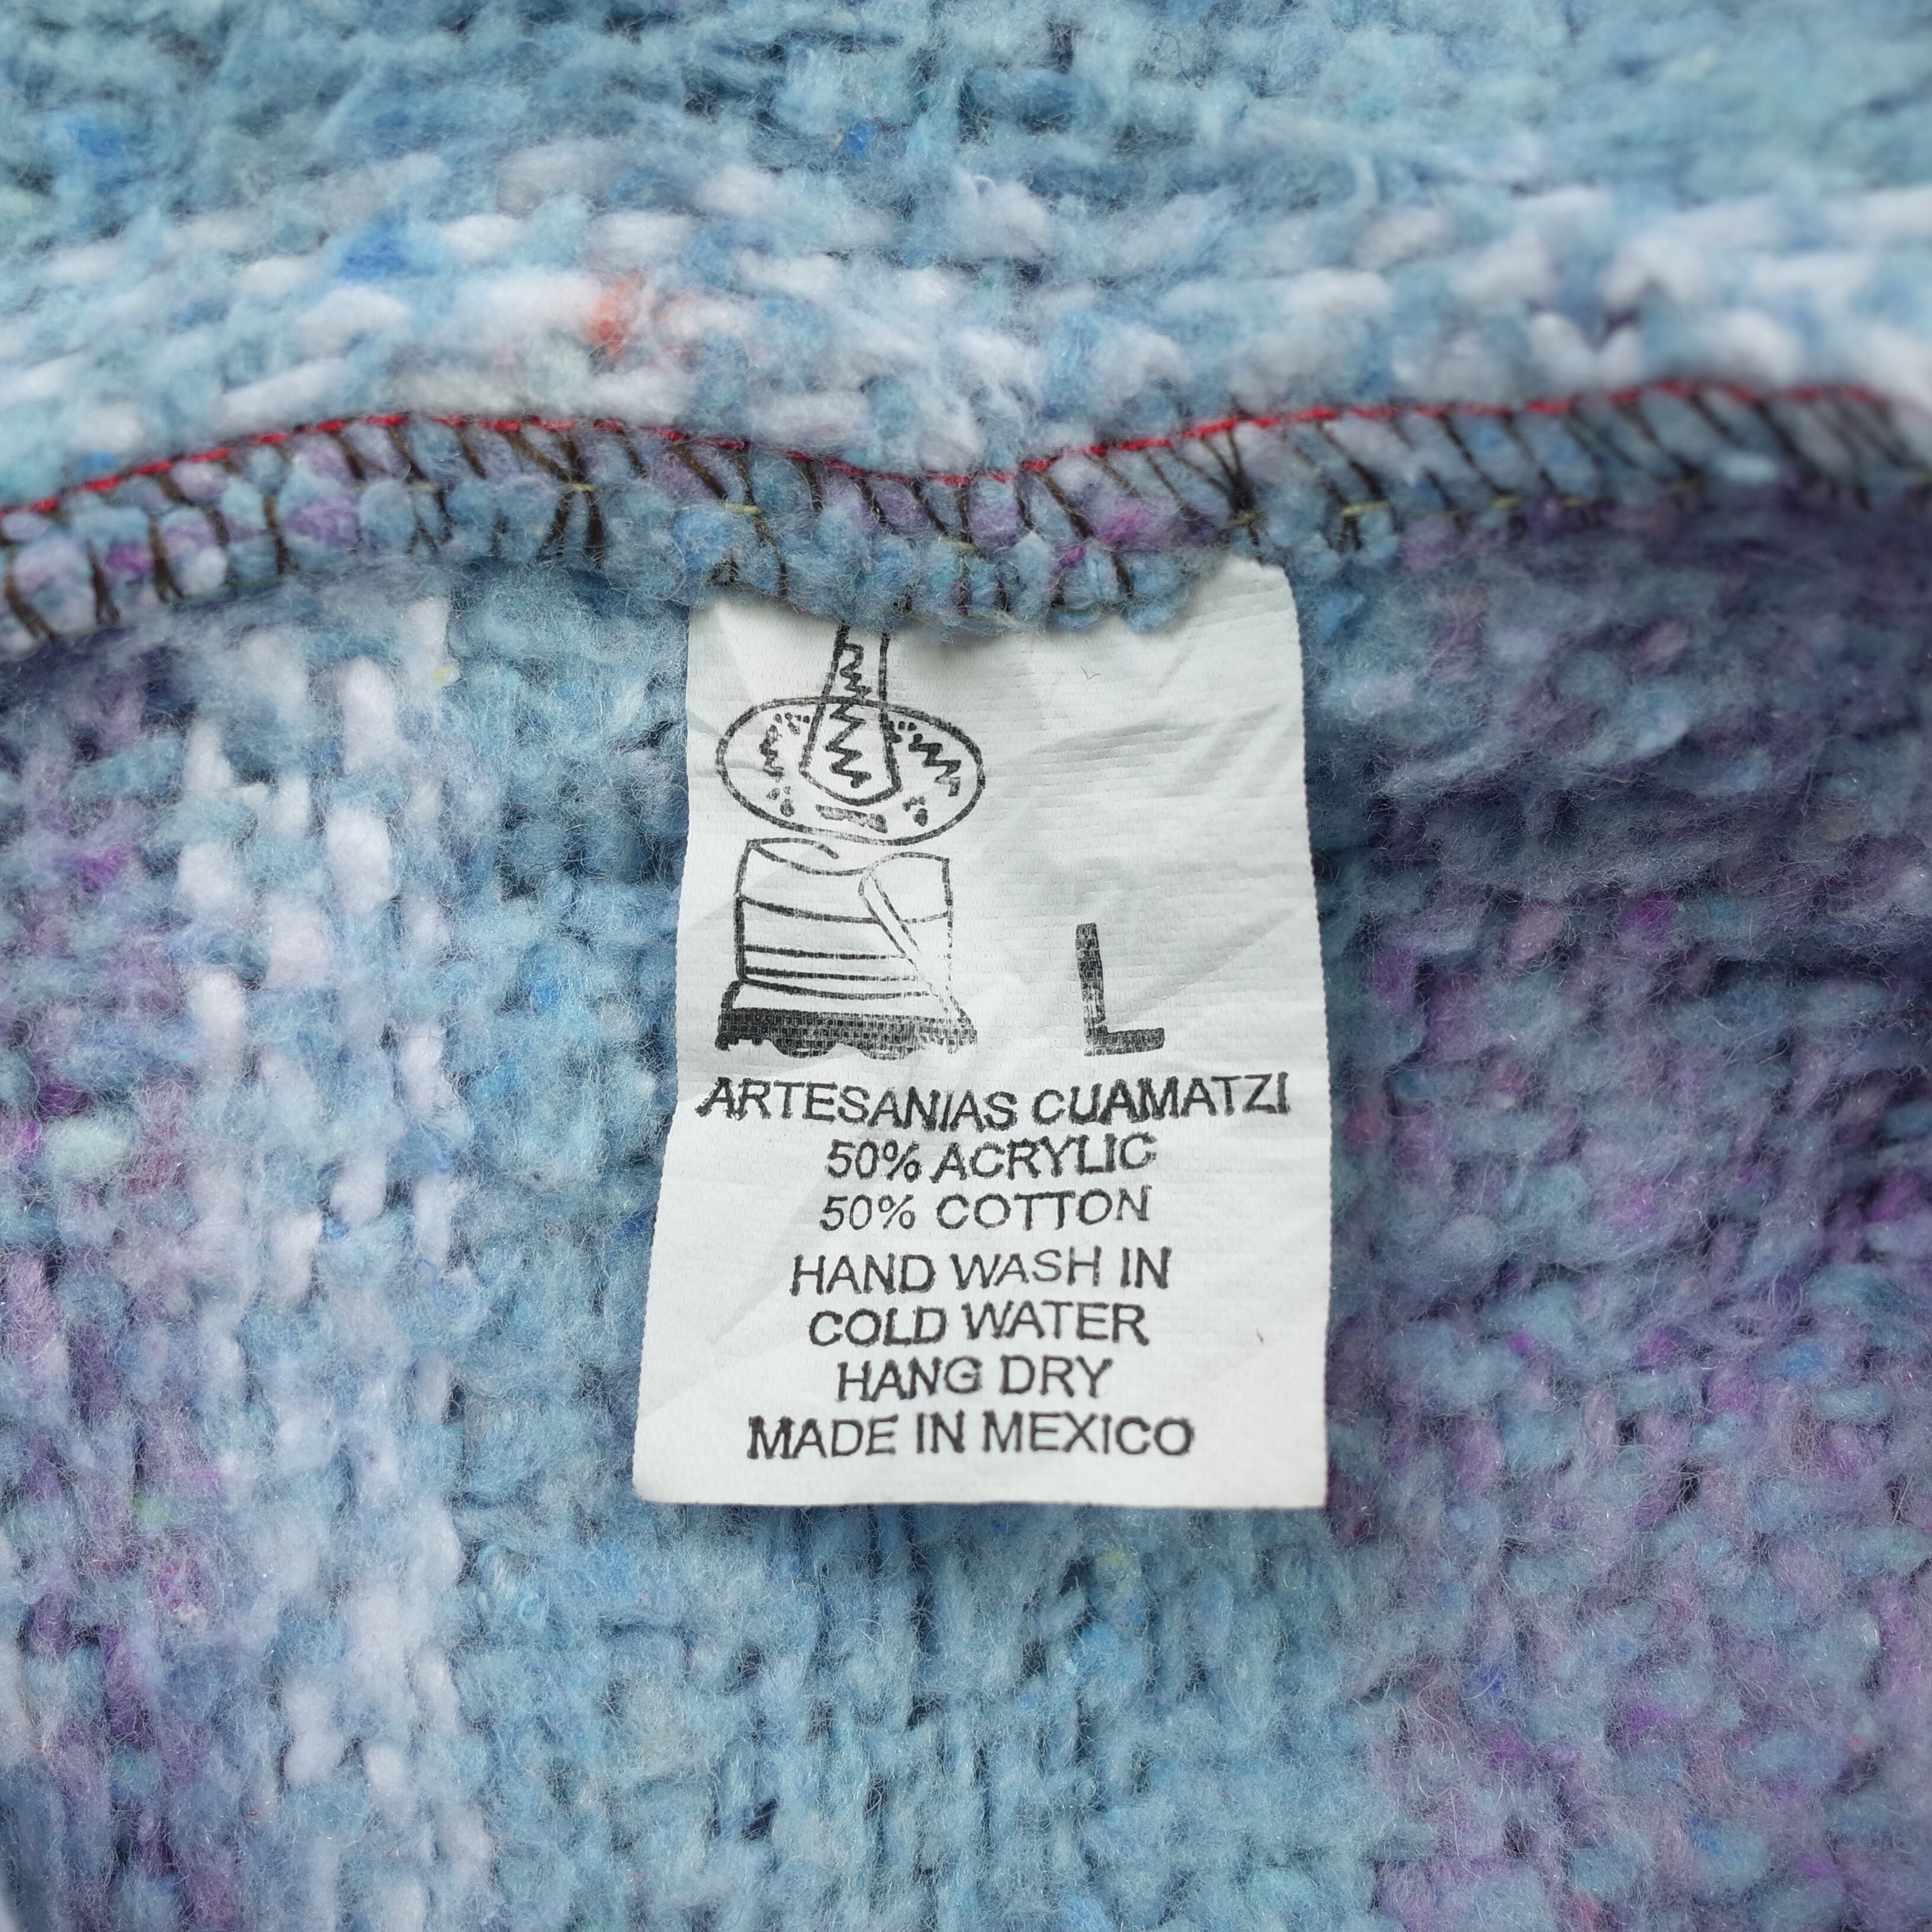 L
ARTESANIAS CUAMATZI
50% ACRYLIC
50% COTTON
HAND WASH IN
COLD WATER
HANG DRY
MADE IN MEXICO